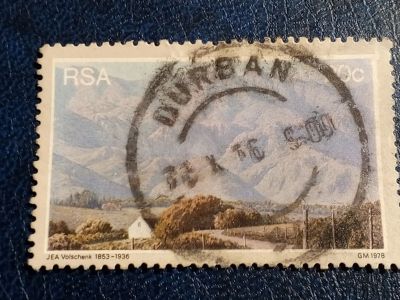 RSA
DURBAN
JEA Volschenk 1853-1936
GM 1978